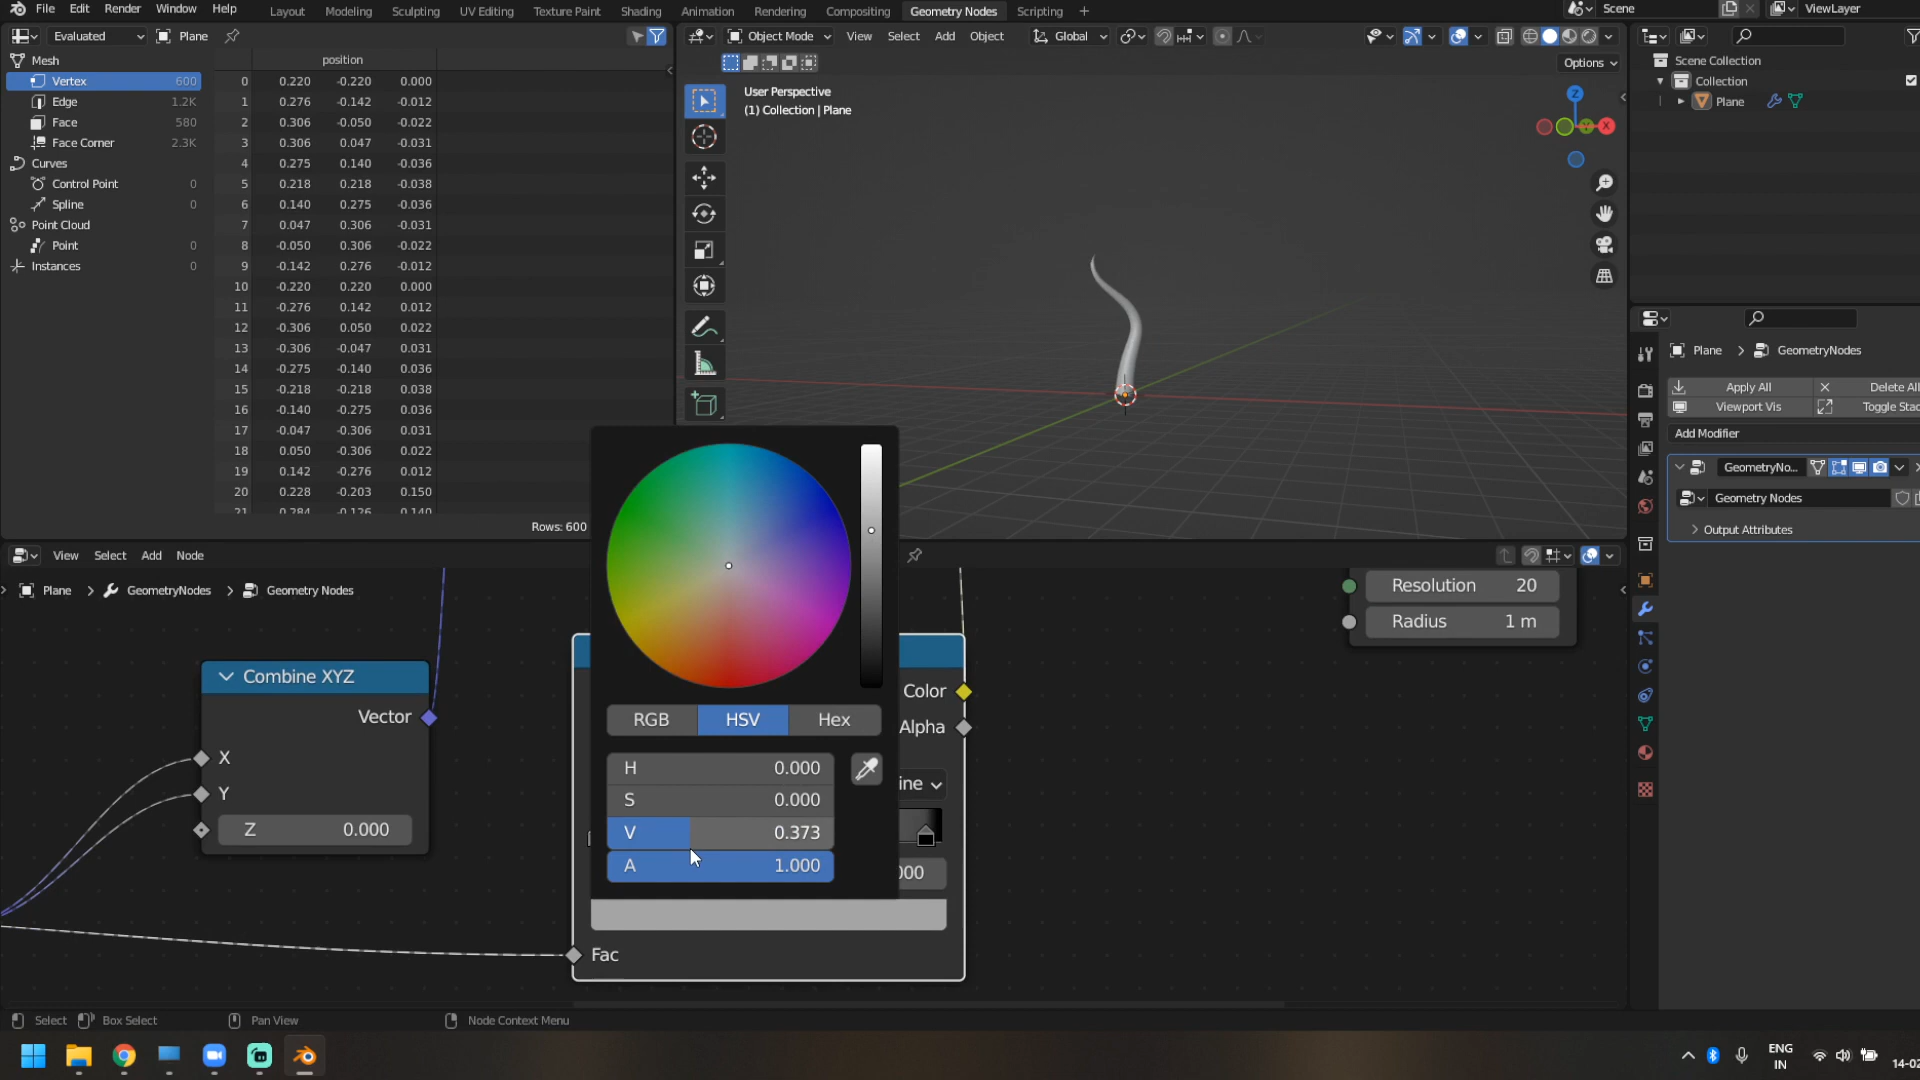 File Edit Render Window Help Layout Modeling Sculpting UV Editing Texture Paint Shading Animation Rendering Compositing Geometry Nodes Scripting + Scene ViewLayer
Evaluated Plane
position
Mesh
Vertex 600
Edge 1.2K
Face 580
Face Corner 2.3K
Curves
Control Point 0
Spline 0
Point Cloud
Point 0
Instances 0
0 0.220 -0.220 0.000
1 0.276 -0.142 -0.012
2 0.306 -0.050 -0.022
3 0.306 0.047 -0.031
4 0.275 0.140 -0.036
5 0.218 0.218 -0.038
6 0.140 0.275 -0.036
7 0.047 0.306 -0.031
8 -0.050 0.306 -0.022
9 -0.142 0.276 -0.012
10 -0.220 0.220 0.000
11 -0.276 0.142 0.012
12 -0.306 0.050 0.022
13 -0.306 -0.047 0.031
14 -0.275 -0.140 0.036
15 -0.218 -0.218 0.038
16 -0.140 -0.275 0.036
17 -0.047 -0.306 0.031
18 0.050 -0.306 0.022
19 0.142 -0.276 0.012
20 0.228 -0.203 0.150
21 0.284 -0.126 0.140
Rows: 600
Object Mode View Select Add Object Global
Options
User Perspective
(1) Collection | Plane
Z
Y
X
Scene Collection
Collection
Plane
Plane > GeometryNodes
Apply All Delete All
Viewport Vis Toggle Stac
Add Modifier
GeometryNo...
Geometry Nodes
Output Attributes
View Select Add Node
Plane > GeometryNodes > Geometry Nodes
Combine XYZ
Vector
X
Y
Z 0.000
RGB HSV Hex
H 0.000
S 0.000
V 0.373
A 1.000
Color
Alpha
ine
000
Fac
Resolution 20
Radius 1 m
Select Box Select Pan View Node Context Menu
ENG
IN
14-02